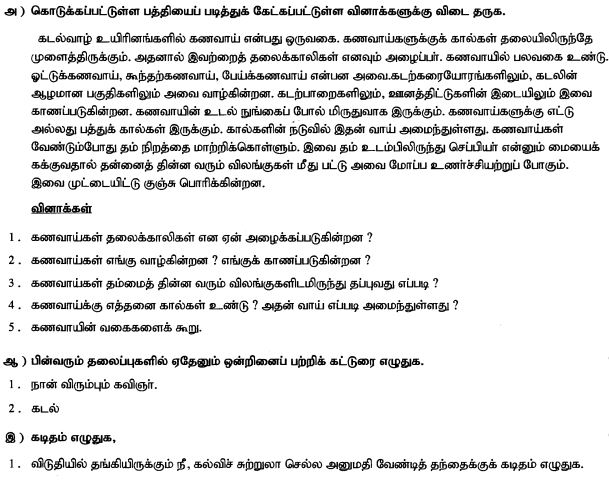 அ ) கொடுக்கப்பட்டுள்ள பத்தியைப் படித்துக் கேட்கப்பட்டுள்ள வினாக்களுக்கு விடை தருக.
கடல்வாழ் உயிரினங்களில் கணவாய் என்பது ஒருவகை. கணவாய்களுக்குக் கால்கள் தலையிலிருந்தே
முளைத்திருக்கும். அதனால் இவற்றைத் தலைக்காலிகள் எனவும் அழைப்பர். கணவாயில் பலவகை உண்டு.
ஓட்டுக்கணவாய், கூந்தற்கணவாய், பேய்க்கணவாய் என்பன அவை.கடற்கரையோரங்களிலும், கடலின்
ஆழமான பகுதிகளிலும் அவை வாழ்கின்றன. கடற்பாறைகளிலும், ஊனத்திட்டுகளின் இடையிலும் இவை
காணப்படுகின்றன. கணவாயின் உடல் நுங்கைப் போல் மிருதுவாக இருக்கும். கணவாய்களுக்கு எட்டு
அல்லது பத்துக் கால்கள் இருக்கும். கால்களின் நடுவில் இதன் வாய் அமைந்துள்ளது. கணவாய்கள்
வேண்டும்போது தம் நிறத்தை மாற்றிக்கொள்ளும். இவை தம் உடம்பிலிருந்து செப்பியர் என்னும் மையைக்
கக்குவதால் தன்னைத் தின்ன வரும் விலங்குகள் மீது பட்டு அவை மோப்ப உணர்ச்சியற்றுப் போகும்.
இவை முட்டையிட்டு குஞ்சு பொரிக்கின்றன.
வினாக்கள்
1 . கணவாய்கள் தலைக்காலிகள் என ஏன் அழைக்கப்படுகின்றன ?
2 . கணவாய்கள் எங்கு வாழ்கின்றன ? எங்குக் காணப்படுகின்றன ?
3 . கணவாய்கள் தம்மைத் தின்ன வரும் விலங்குகளிடமிருந்து தப்புவது எப்படி ?
4 . கணவாய்க்கு எத்தனை கால்கள் உண்டு ? அதன் வாய் எப்படி அமைந்துள்ளது ?
5 . கணவாயின் வகைகளைக் கூறு.
ஆ ) பின்வரும் தலைப்புகளில் ஏதேனும் ஒன்றினைப் பற்றிக் கட்டுரை எழுதுக.
1 . நான் விரும்பும் கவிஞர்.
2 . கடல்
இ ) கடிதம் எழுதுக,
1 . விடுதியில் தங்கியிருக்கும் நீ, கல்விச் சுற்றுலா செல்ல அனுமதி வேண்டித் தந்தைக்குக் கடிதம் எழுதுக.